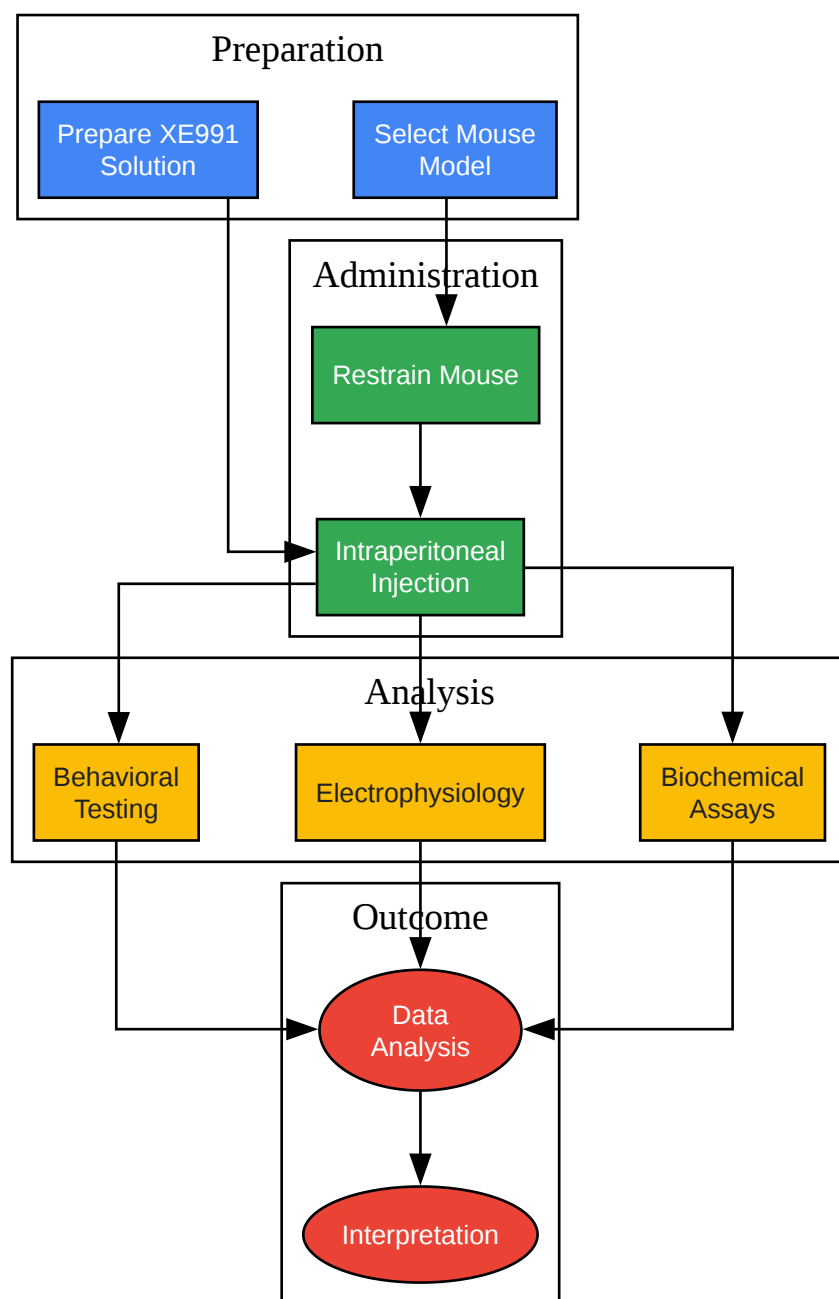 Preparation
Prepare XE991
Solution
Select Mouse
Model
Administration
Restrain Mouse
Intraperitoneal
Injection
Analysis
Behavioral
Testing
Electrophysiology
Biochemical
Assays
Outcome
Data
Analysis
Interpretation